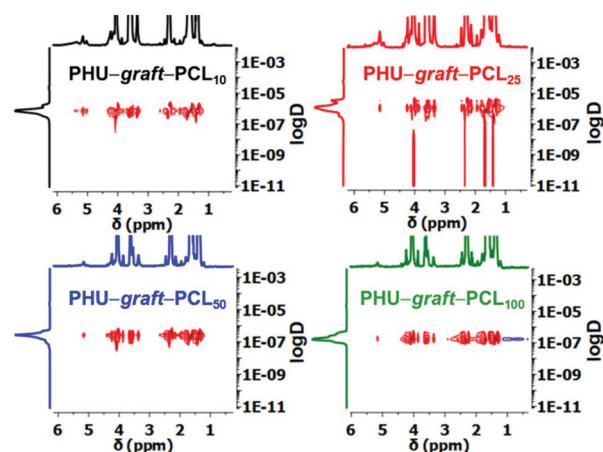 PHU–graft–PCL10
1E-03
1E-05
1E-07
1E-09
1E-11
logD
6 5 4 3 2 1
δ (ppm)
PHU–graft–PCL25
1E-03
1E-05
1E-07
1E-09
1E-11
logD
6 5 4 3 2 1
δ (ppm)
PHU–graft–PCL50
1E-03
1E-05
1E-07
1E-09
1E-11
logD
6 5 4 3 2 1
δ (ppm)
PHU–graft–PCL100
1E-03
1E-05
1E-07
1E-09
1E-11
logD
6 5 4 3 2 1
δ (ppm)